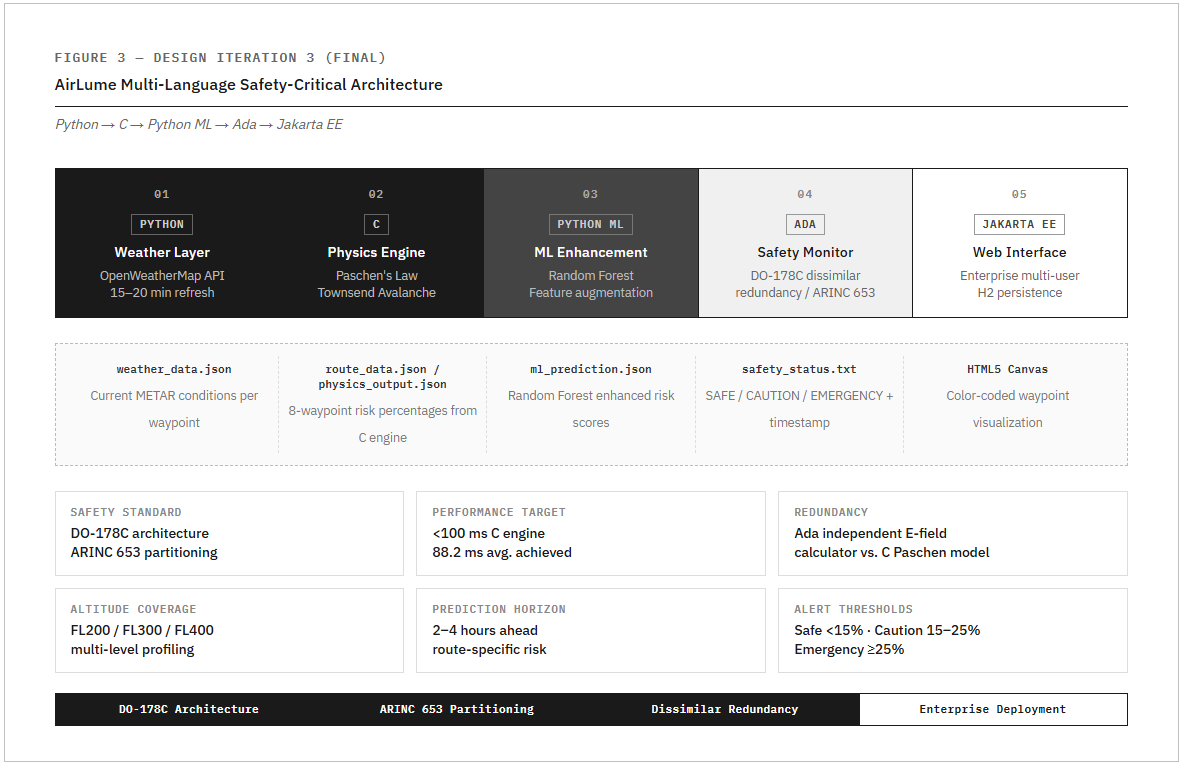 FIGURE 3 — DESIGN ITERATION 3 (FINAL)
AirLume Multi-Language Safety-Critical Architecture
Python → C → Python ML → Ada → Jakarta EE
01
PYTHON
Weather Layer
OpenWeatherMap API
15–20 min refresh
02
C
Physics Engine
Paschen's Law
Townsend Avalanche
03
PYTHON ML
ML Enhancement
Random Forest
Feature augmentation
04
ADA
Safety Monitor
DO-178C dissimilar
redundancy / ARINC 653
05
JAKARTA EE
Web Interface
Enterprise multi-user
H2 persistence
weather_data.json
Current METAR conditions per
waypoint
route_data.json /
physics_output.json
8-waypoint risk percentages from
C engine
ml_prediction.json
Random Forest enhanced risk
scores
safety_status.txt
SAFE / CAUTION / EMERGENCY +
timestamp
HTML5 Canvas
Color-coded waypoint
visualization
SAFETY STANDARD
DO-178C architecture
ARINC 653 partitioning
PERFORMANCE TARGET
<100 ms C engine
88.2 ms avg. achieved
REDUNDANCY
Ada independent E-field
calculator vs. C Paschen model
ALTITUDE COVERAGE
FL200 / FL300 / FL400
multi-level profiling
PREDICTION HORIZON
2–4 hours ahead
route-specific risk
ALERT THRESHOLDS
Safe <15% · Caution 15–25%
Emergency ≥25%
DO-178C Architecture
ARINC 653 Partitioning
Dissimilar Redundancy
Enterprise Deployment